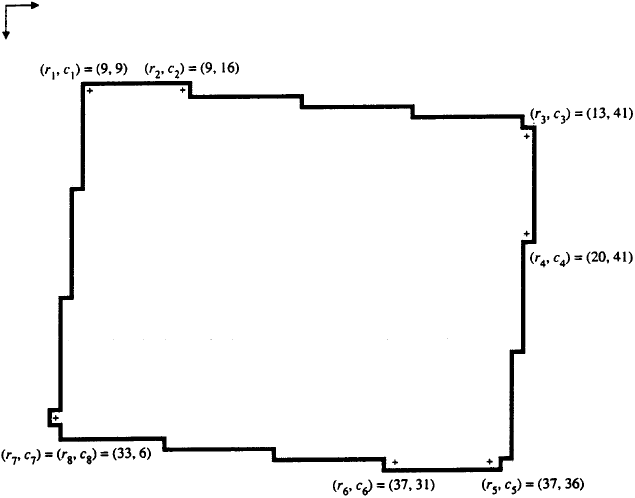 (r1, c1) = (9, 9) (r2, c2) = (9, 16)
(r3, c3) = (13, 41)
(r4, c4) = (20, 41)
(r7, c7) = (r8, c8) = (33, 6)
(r6, c6) = (37, 31) (r5, c5) = (37, 36)